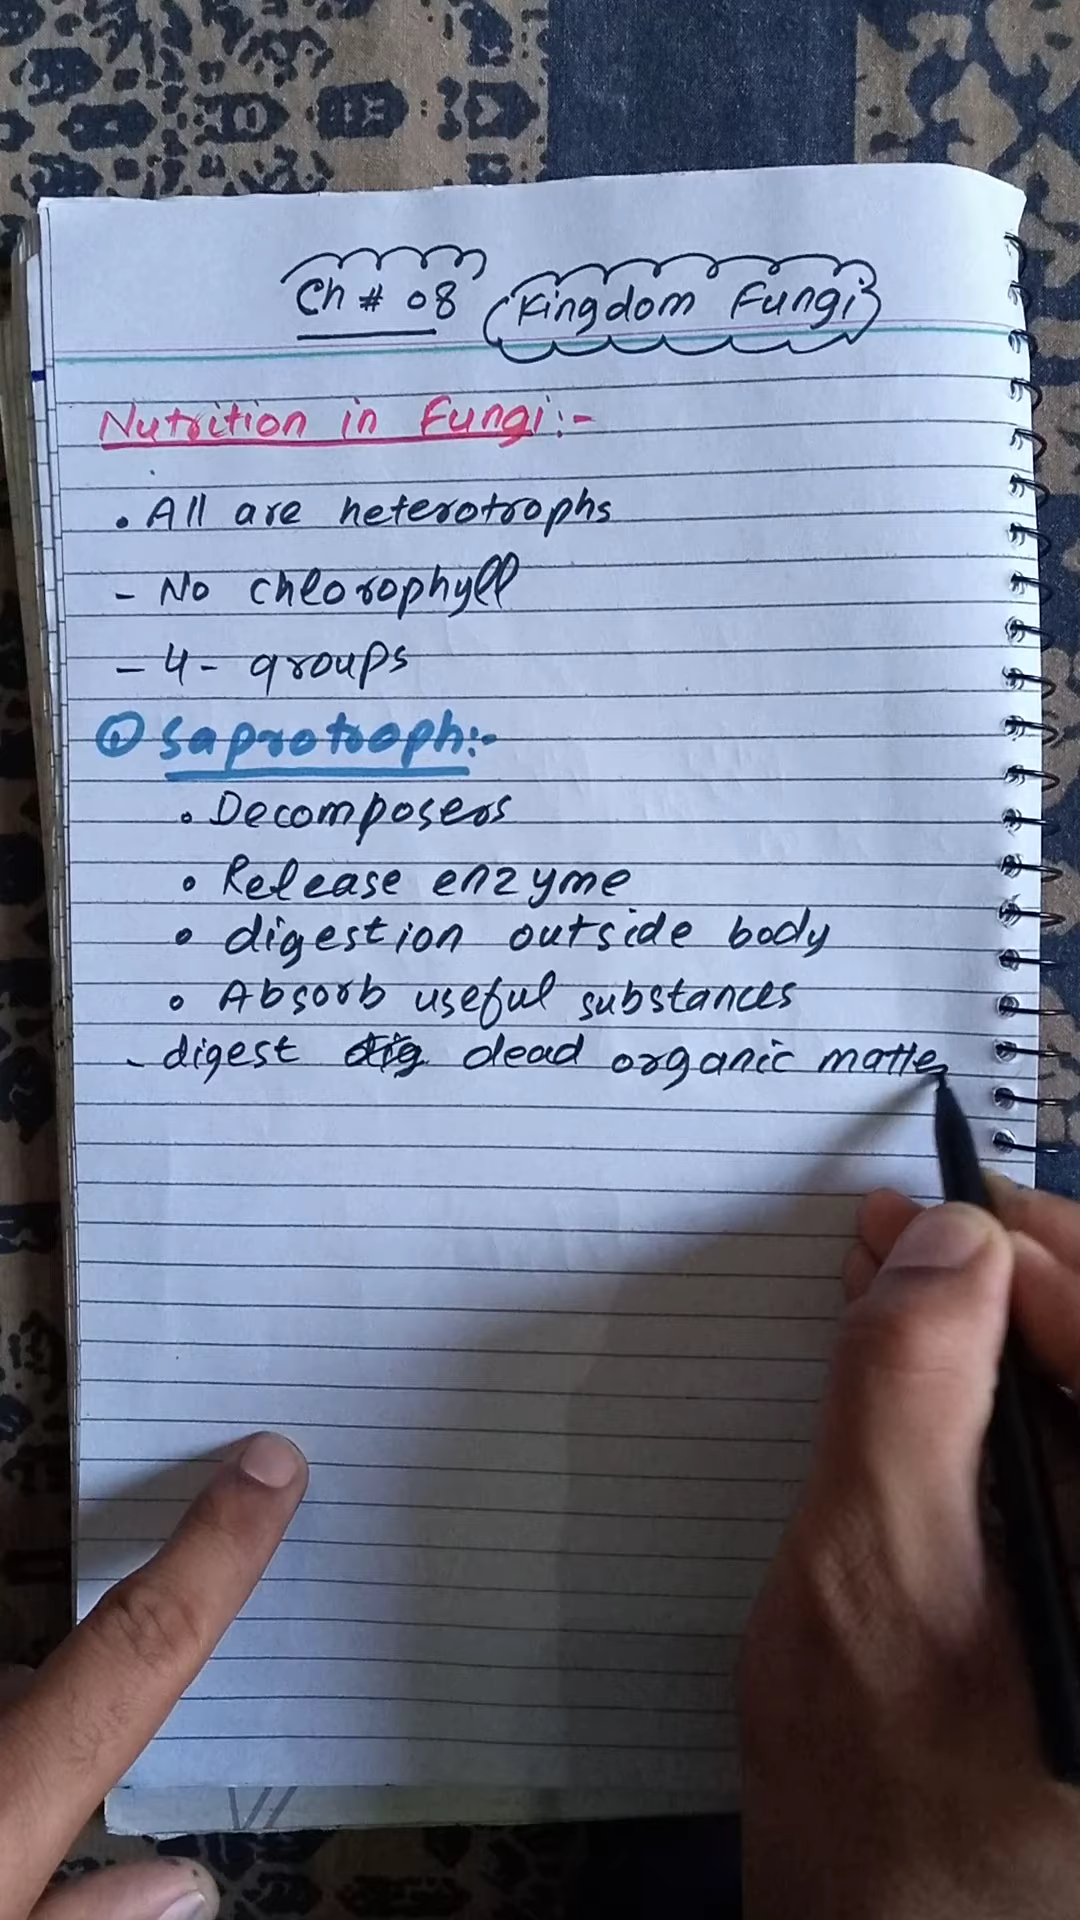 Ch # 08 Kingdom Fungi
Nutrition in Fungi:-
• All are heterotrophs
- No chlorophyll
- 4 - groups
① Saprotroph:-
• Decomposers
• Release enzyme
• digestion outside body
• Absorb useful substances
- digest dig dead organic matter